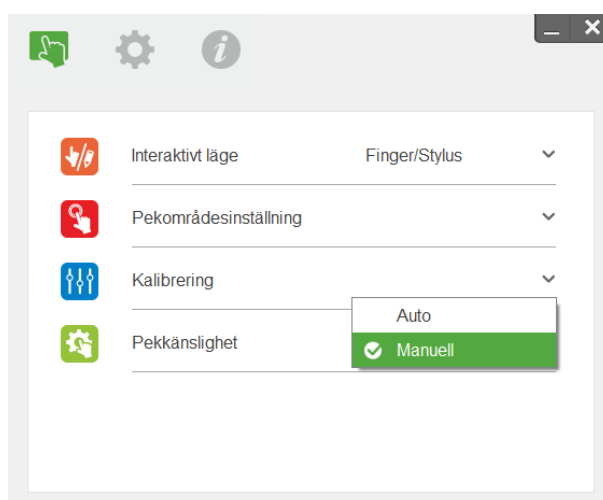 Interaktivt läge Finger/Stylus
Pekområdesinställning
Kalibrering
Auto
Pekkänslighet
Manuell